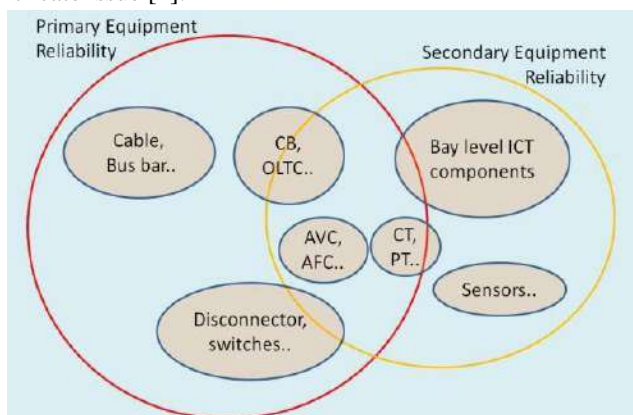 Primary Equipment
Reliability
Secondary Equipment
Reliability
Cable,
Bus bar..
CB,
OLTC..
Bay level ICT
components
AVC,
AFC..
CT,
PT..
Sensors..
Disconnector,
switches..